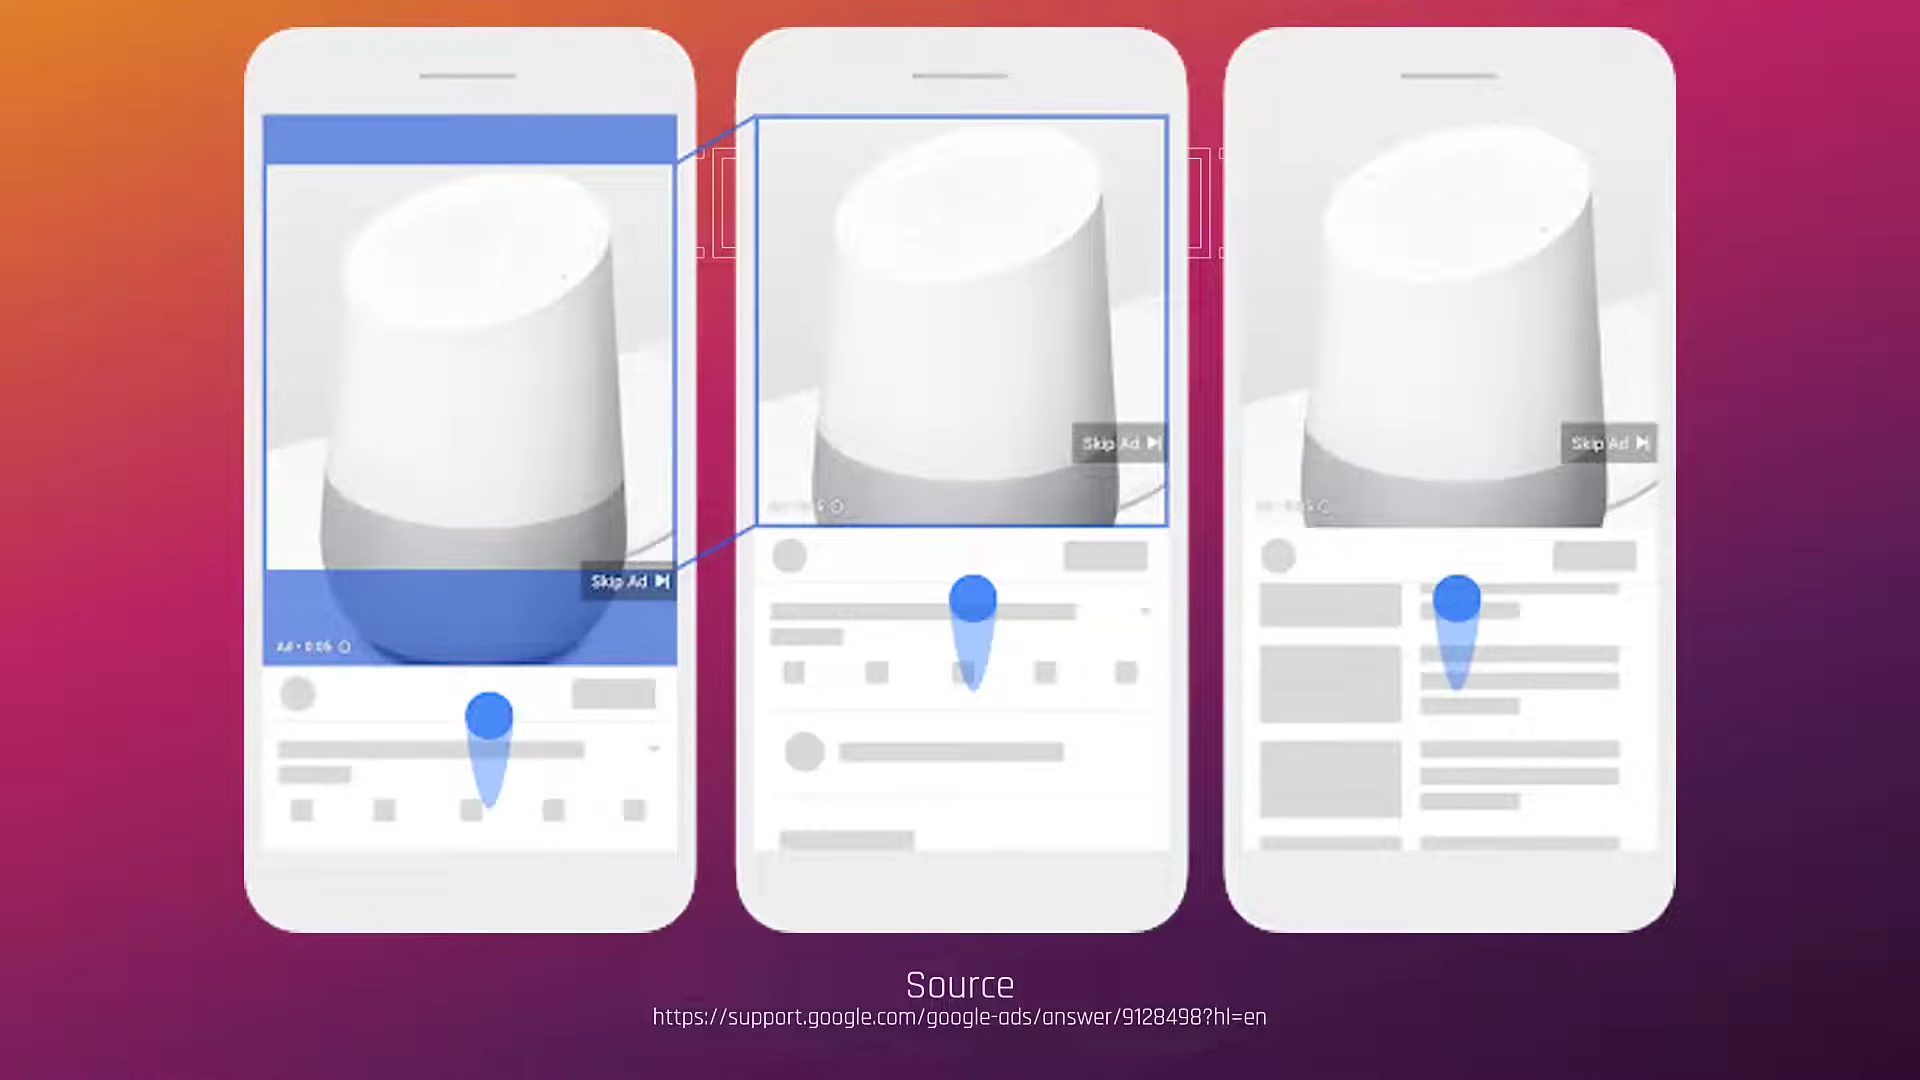 Skip Ad
Ad • 0:05
Skip Ad
Skip Ad
Source
https://support.google.com/google-ads/answer/9128498?hl=en